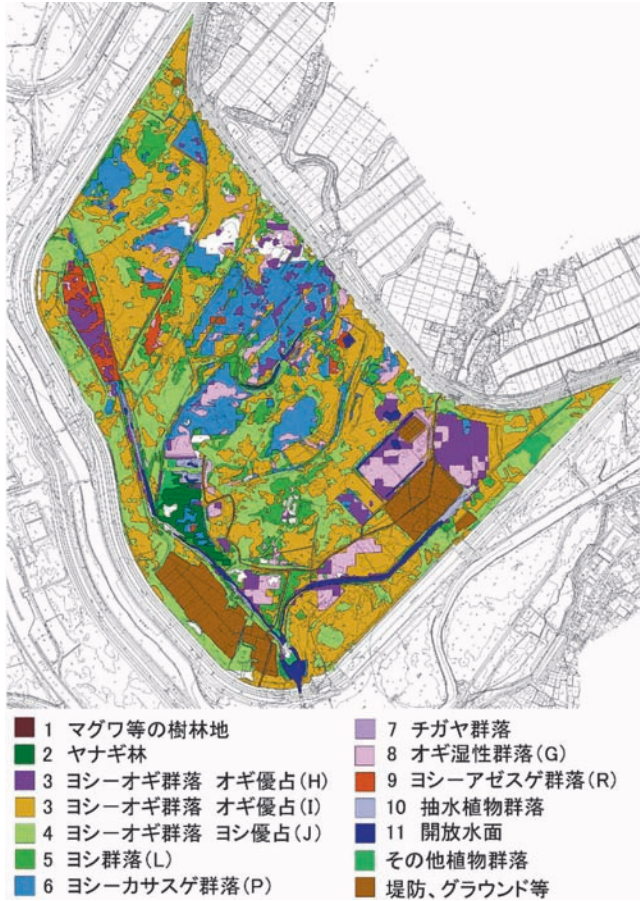 1 マグワ等の樹林地
2 ヤナギ林
3 ヨシーオギ群落 オギ優占(H)
3 ヨシーオギ群落 オギ優占(I)
4 ヨシーオギ群落 ヨシ優占(J)
5 ヨシ群落(L)
6 ヨシーカサスゲ群落(P)
7 チガヤ群落
8 オギ湿性群落(G)
9 ヨシーアゼスゲ群落(R)
10 抽水植物群落
11 開放水面
その他植物群落
堤防、グラウンド等